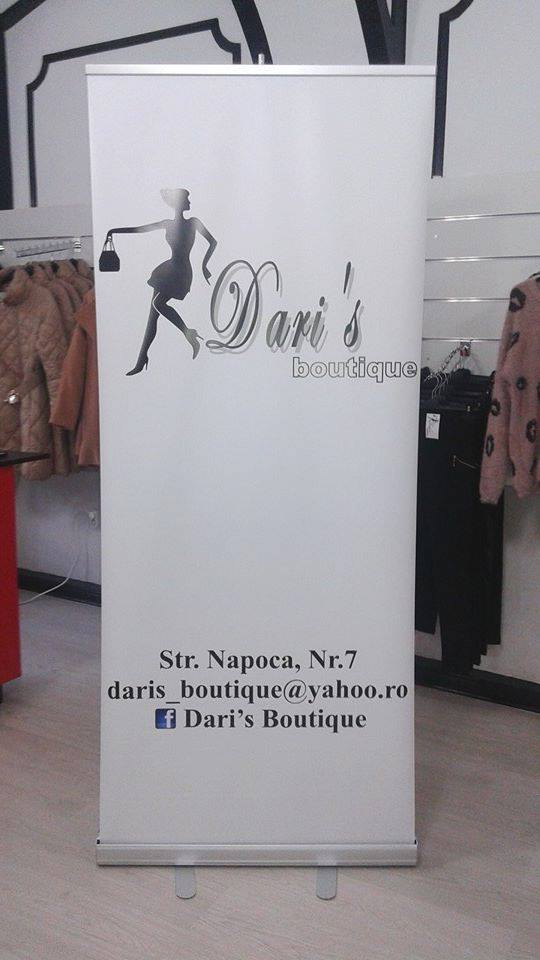 Dari's
boutique
Str. Napoca, Nr.7
daris_boutique@yahoo.ro
f Dari's Boutique